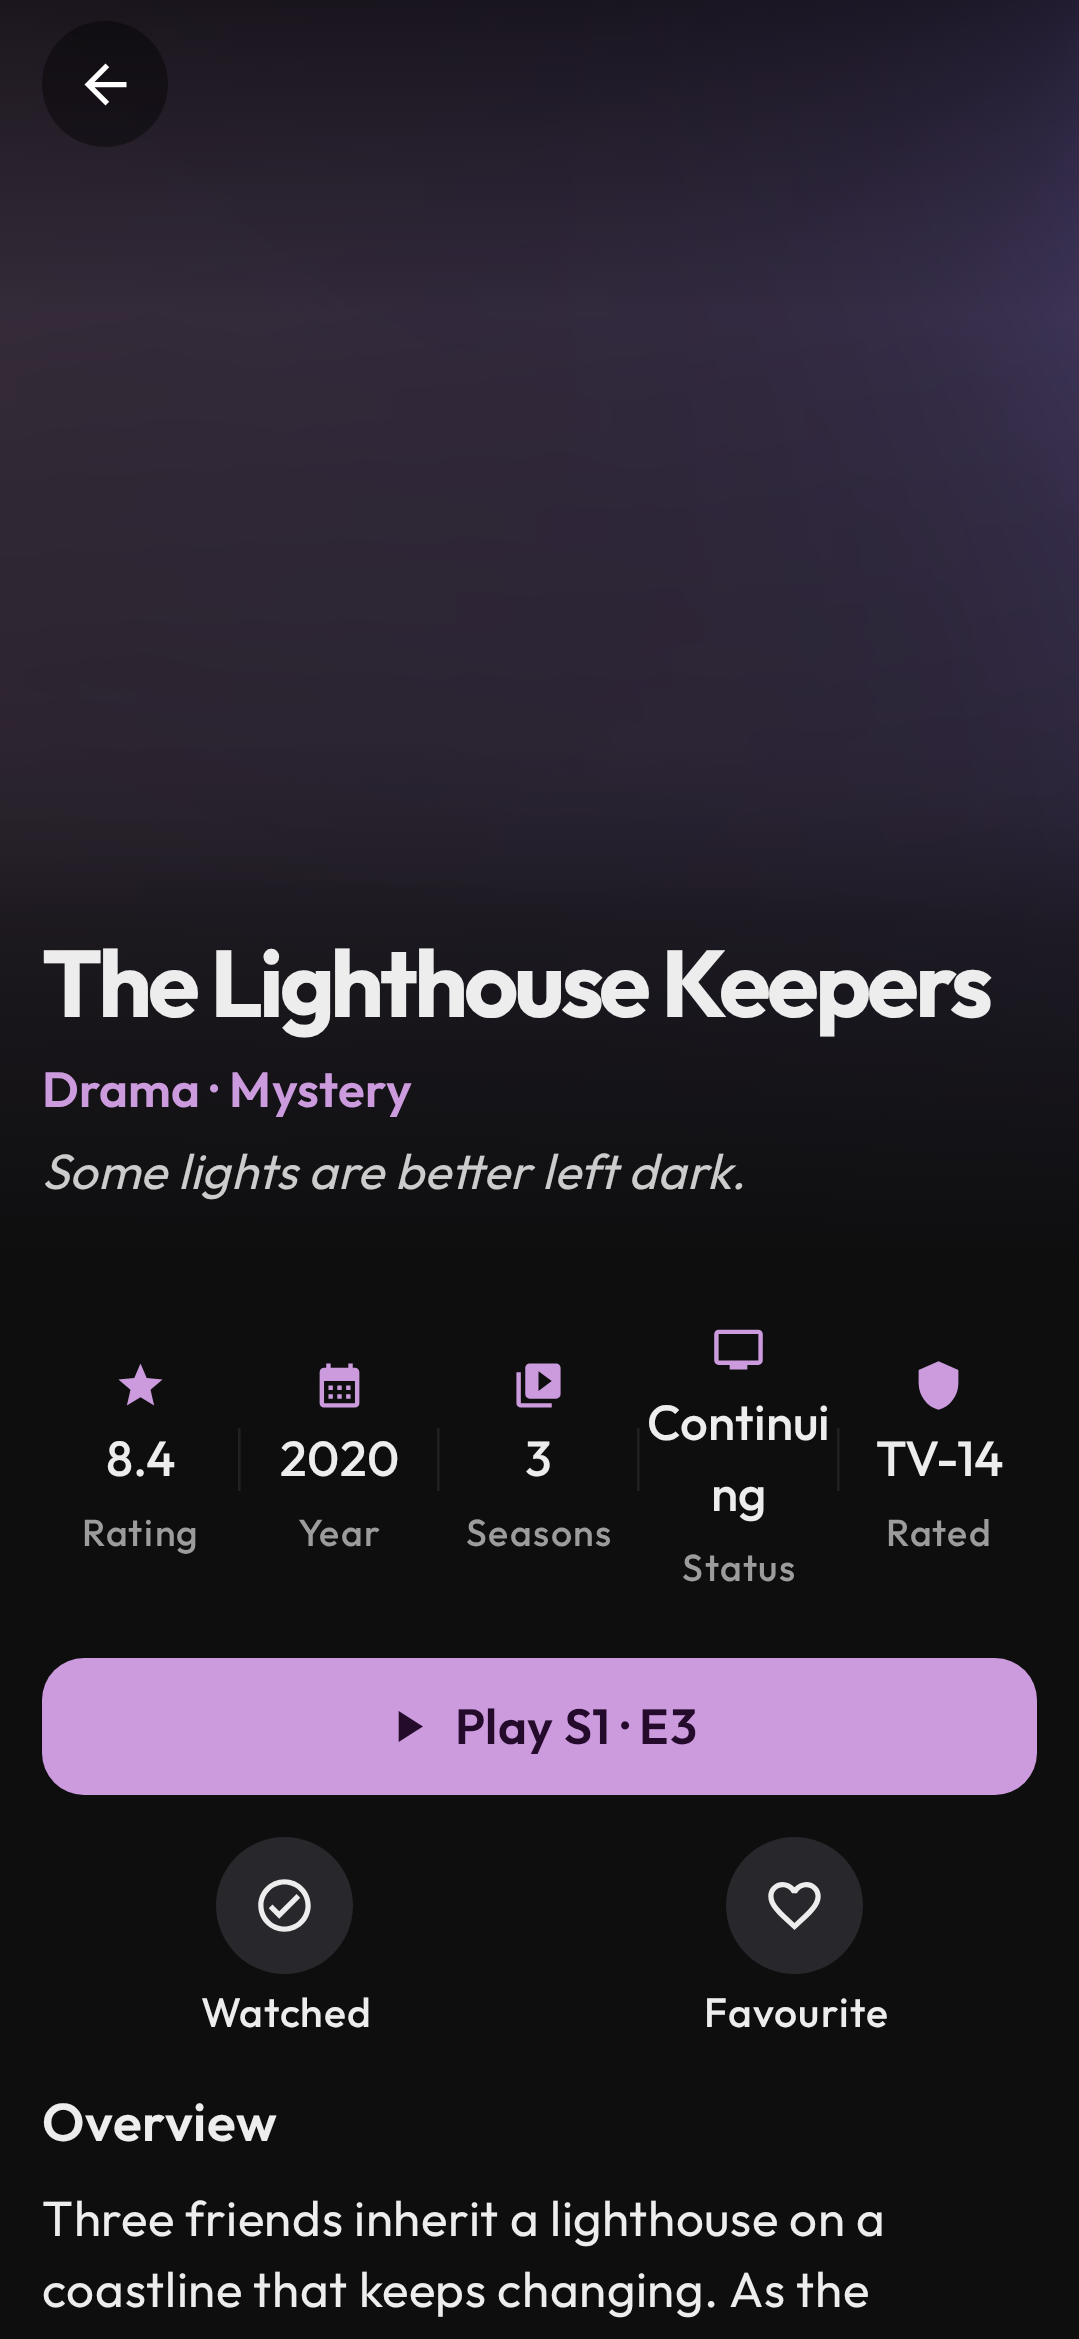 The Lighthouse Keepers
Drama · Mystery
Some lights are better left dark.
8.4
Rating
2020
Year
3
Seasons
Continui
ng
Status
TV-14
Rated
Play S1 · E3
Watched
Favourite
Overview
Three friends inherit a lighthouse on a
coastline that keeps changing. As the